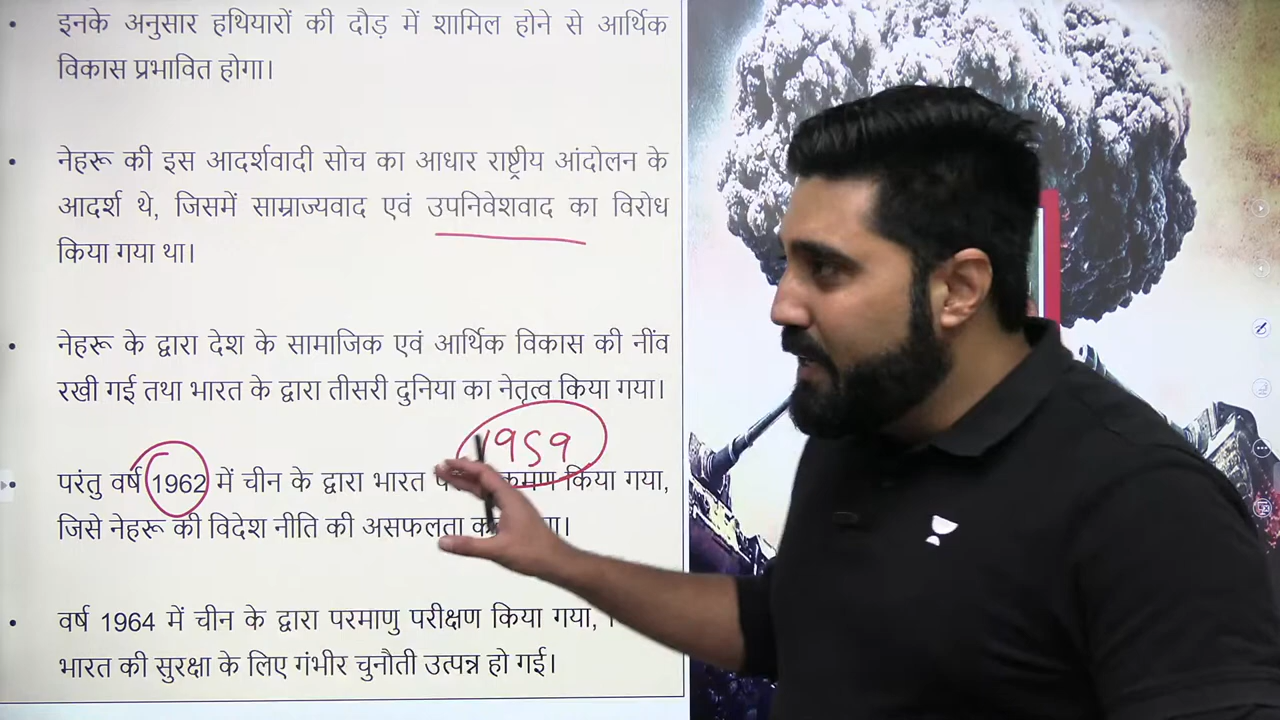 • इनके अनुसार हथियारों की दौड़ में शामिल होने से आर्थिक
विकास प्रभावित होगा।
• नेहरू की इस आदर्शवादी सोच का आधार राष्ट्रीय आंदोलन के
आदर्श थे, जिसमें साम्राज्यवाद एवं उपनिवेशवाद का विरोध
किया गया था।
• नेहरू के द्वारा देश के सामाजिक एवं आर्थिक विकास की नींव
रखी गई तथा भारत के द्वारा तीसरी दुनिया का नेतृत्व किया गया।
1959
• परंतु वर्ष 1962 में चीन के द्वारा भारत किया गया,
जिसे नेहरू की विदेश नीति की असफलता
• वर्ष 1964 में चीन के द्वारा परमाणु परीक्षण किया गया,
भारत की सुरक्षा के लिए गंभीर चुनौती उत्पन्न हो गई।